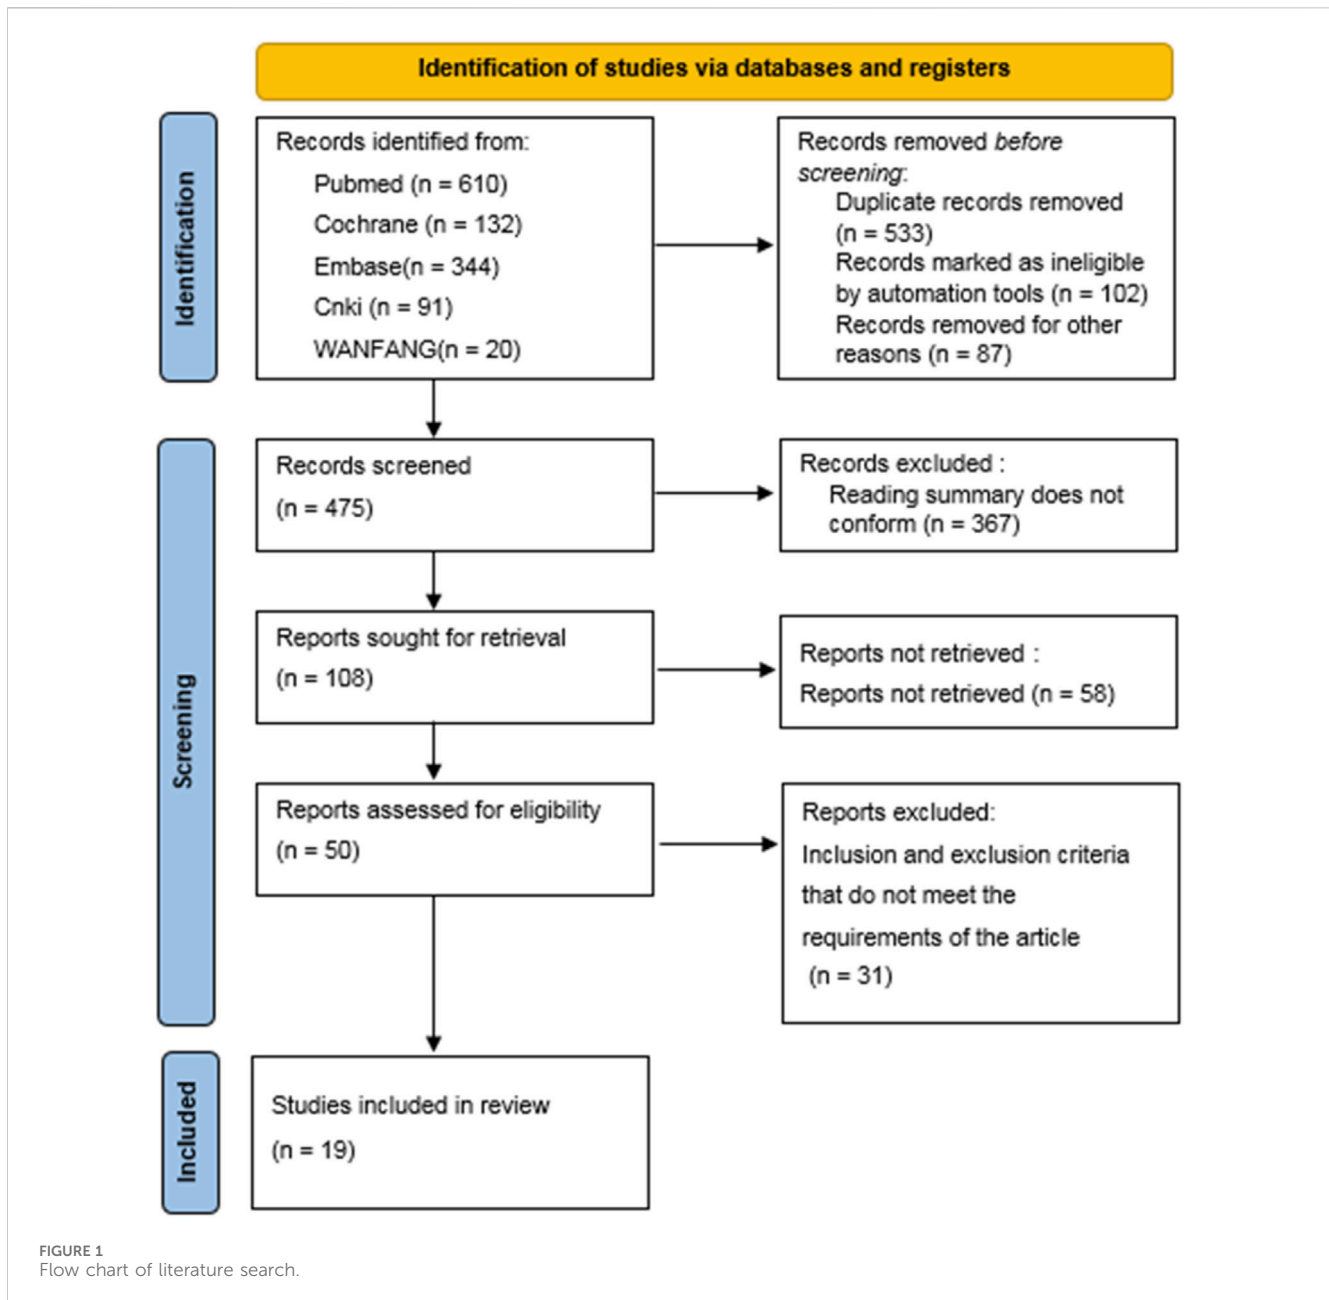 Identification of studies via databases and registers
Identification
Records identified from:
Pubmed (n = 610)
Cochrane (n = 132)
Embase(n = 344)
Cnki (n = 91)
WANFANG(n = 20)
Records removed before
screening:
Duplicate records removed
(n = 533)
Records marked as ineligible
by automation tools (n = 102)
Records removed for other
reasons (n = 87)
Screening
Records screened
(n = 475)
Records excluded :
Reading summary does not
conform (n = 367)
Reports sought for retrieval
(n = 108)
Reports not retrieved :
Reports not retrieved (n = 58)
Reports assessed for eligibility
(n = 50)
Reports excluded:
Inclusion and exclusion criteria
that do not meet the
requirements of the article
(n = 31)
Included
Studies included in review
(n = 19)
FIGURE 1
Flow chart of literature search.